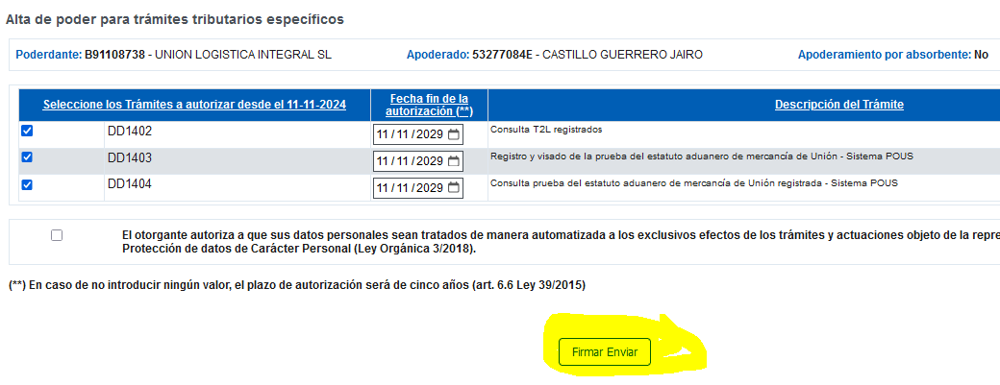 Alta de poder para trámites tributarios específicos
Poderdante: B91108738 - UNION LOGISTICA INTEGRAL SL Apoderado: 53277084E - CASTILLO GUERRERO JAIRO Apoderamiento por absorbente: No
Seleccione los Trámites a autorizar desde el 11-11-2024 Fecha fin de la autorización (**) Descripción del Trámite
DD1402 11/11/2029 Consulta T2L registrados
DD1403 11/11/2029 Registro y visado de la prueba del estatuto aduanero de mercancía de Unión - Sistema POUS
DD1404 11/11/2029 Consulta prueba del estatuto aduanero de mercancía de Unión registrada - Sistema POUS
El otorgante autoriza a que sus datos personales sean tratados de manera automatizada a los exclusivos efectos de los trámites y actuaciones objeto de la repre
Protección de datos de Carácter Personal (Ley Orgánica 3/2018).
(**) En caso de no introducir ningún valor, el plazo de autorización será de cinco años (art. 6.6 Ley 39/2015)
Firmar Enviar